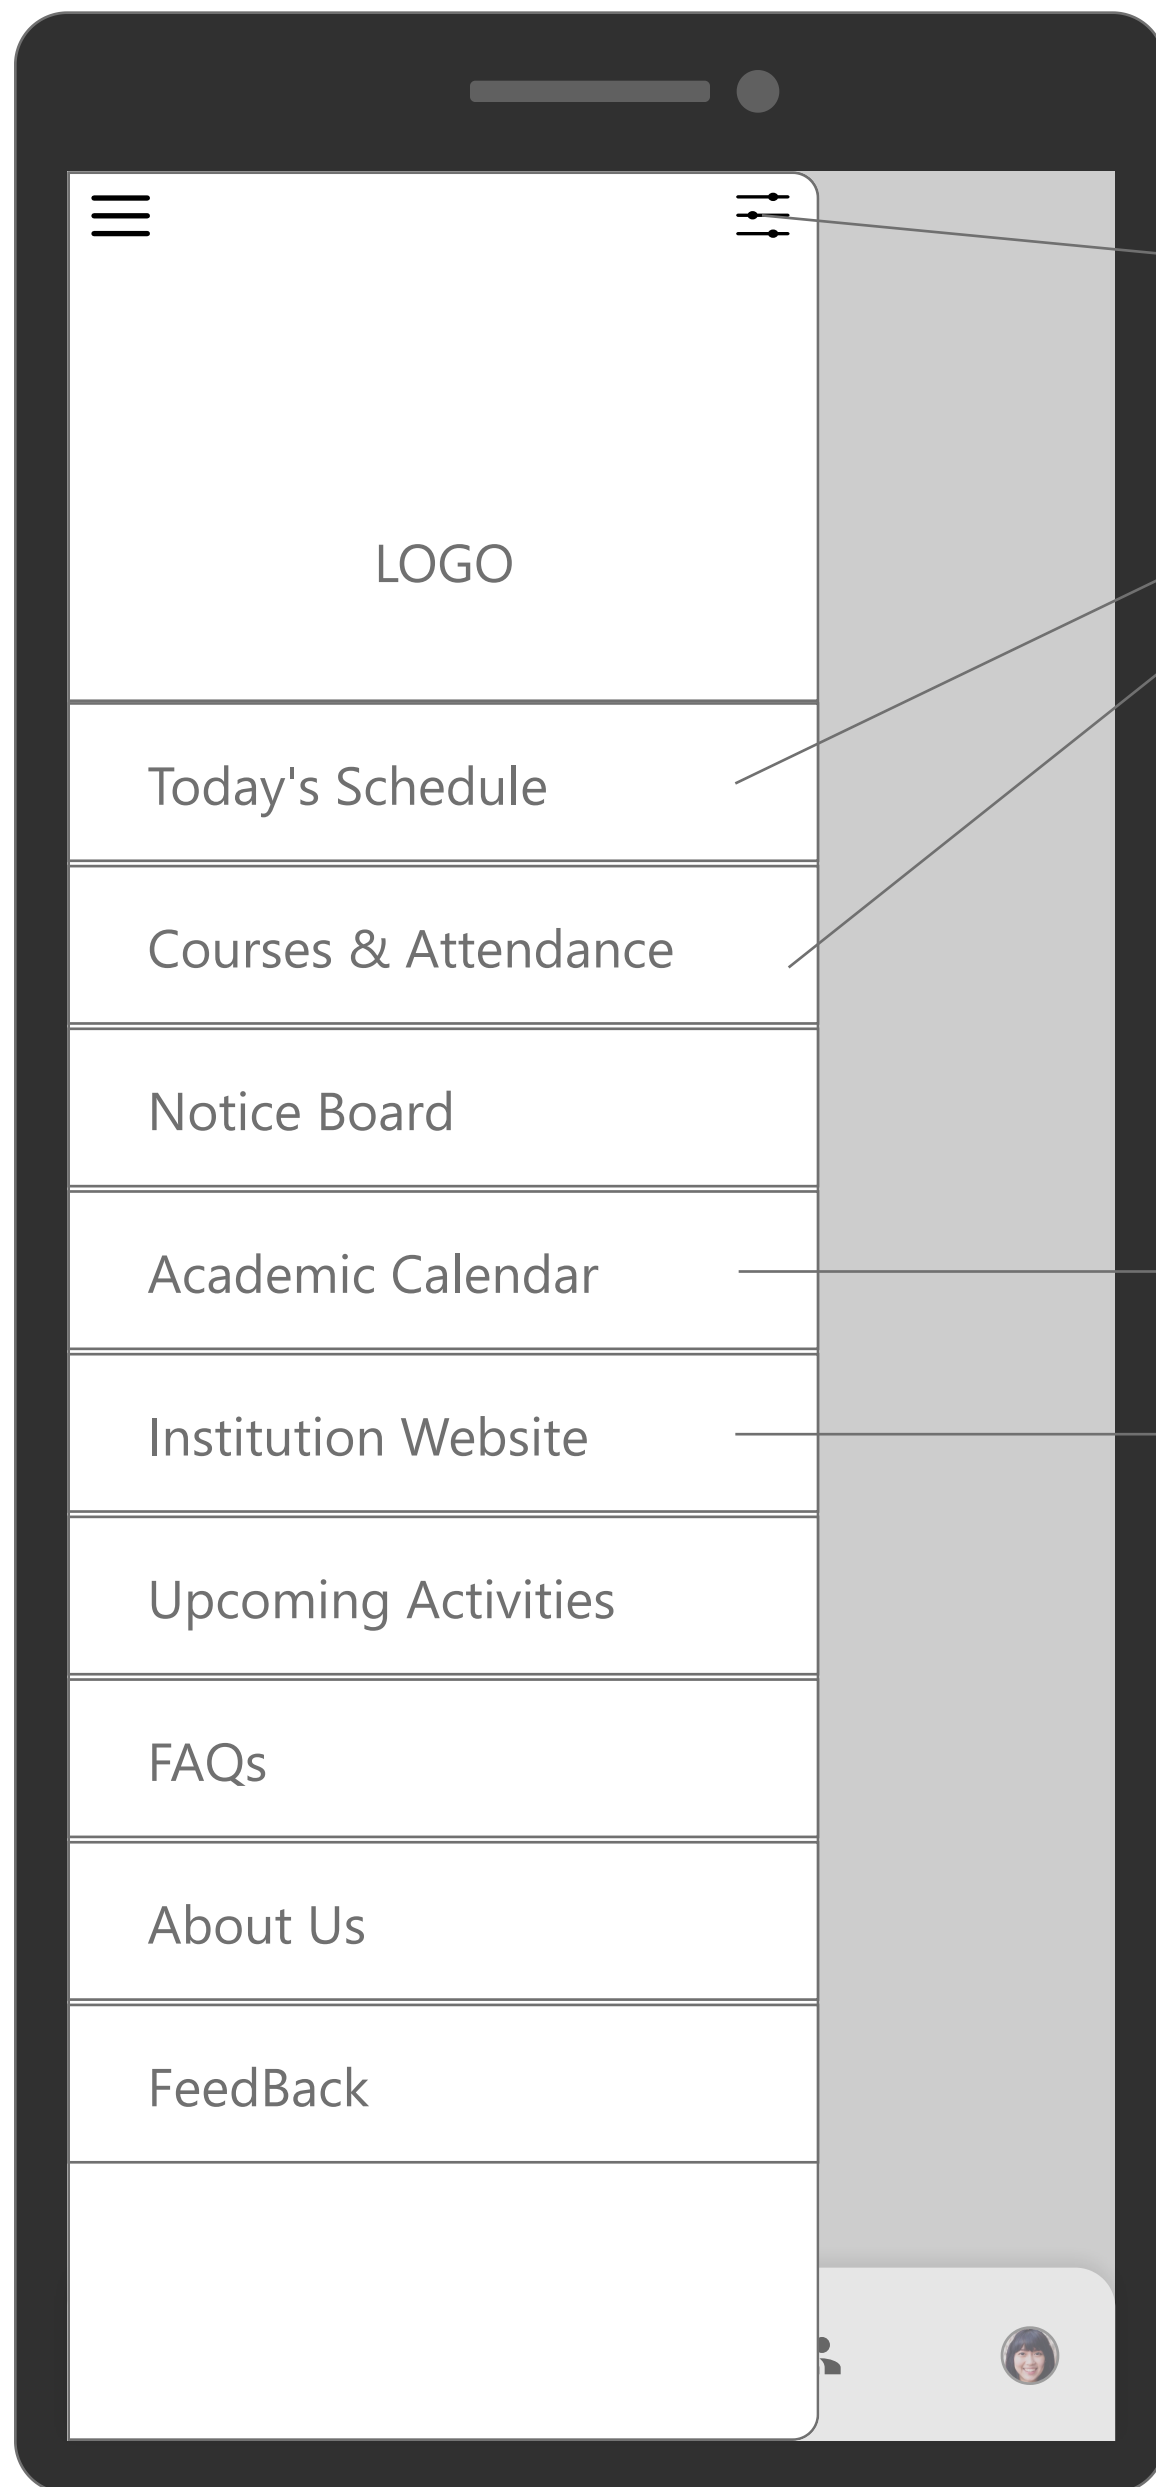 LOGO
Today's Schedule
Courses & Attendance
Notice Board
Academic Calendar
Institution Website
Upcoming Activities
FAQs
About Us
FeedBack